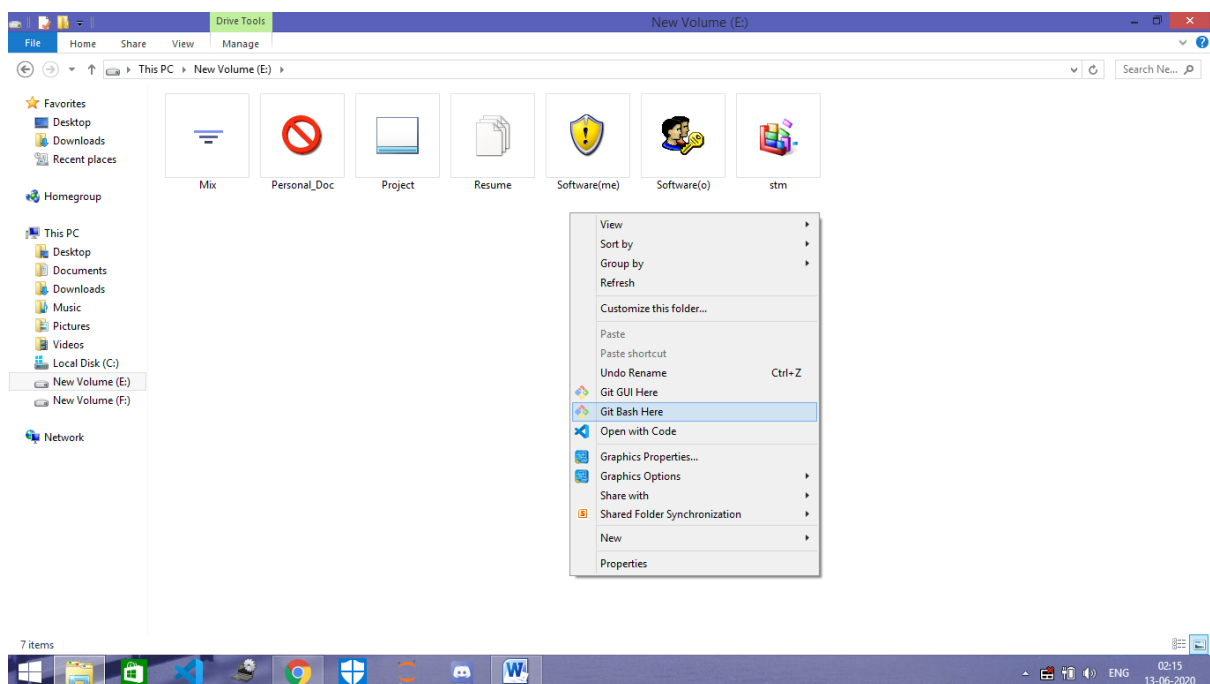 Drive Tools
New Volume (E:)
File Home Share View Manage
This PC New Volume (E:)
Search Ne...
Favorites
Desktop
Downloads
Recent places
Homegroup
This PC
Desktop
Documents
Downloads
Music
Pictures
Videos
Local Disk (C:)
New Volume (E:)
New Volume (F:)
Network
Mix Personal_Doc Project Resume Software(me) Software(o) stm
View
Sort by
Group by
Refresh
Customize this folder...
Paste
Paste shortcut
Undo Rename Ctrl+Z
Git GUI Here
Git Bash Here
Open with Code
Graphics Properties...
Graphics Options
Share with
Shared Folder Synchronization
New
Properties
7 items
ENG
02:15
13-06-2020